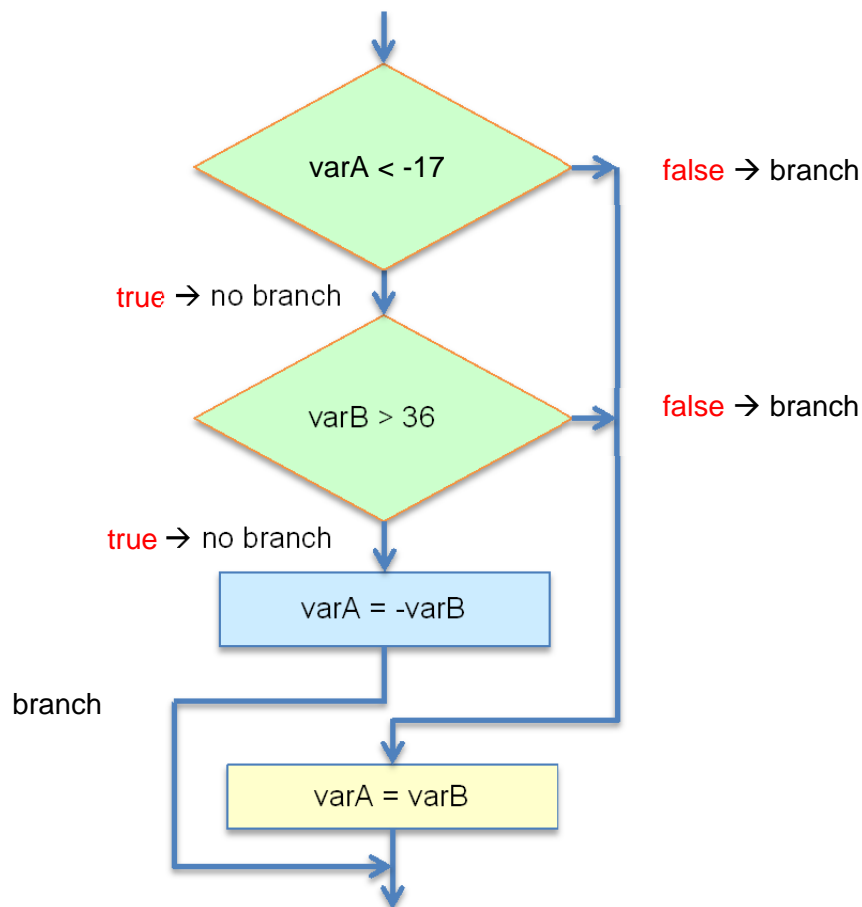 varA < -17
false → branch
true → no branch
varB > 36
false → branch
true → no branch
varA = -varB
branch
varA = varB